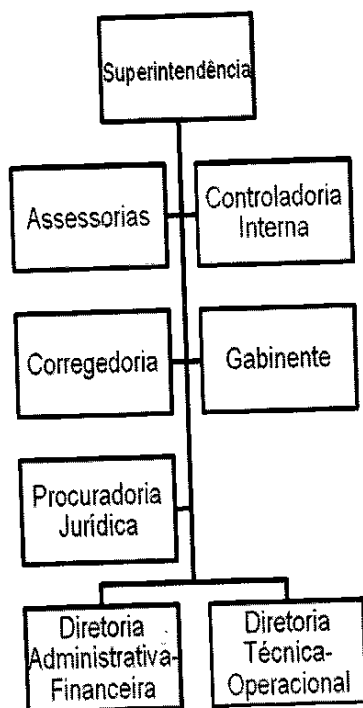 Superintendência
Assessorias
Controladoria
Interna
Corregedoria
Gabinente
Procuradoria
Jurídica
Diretoria
Administrativa-
Financeira
Diretoria
Técnica-
Operacional